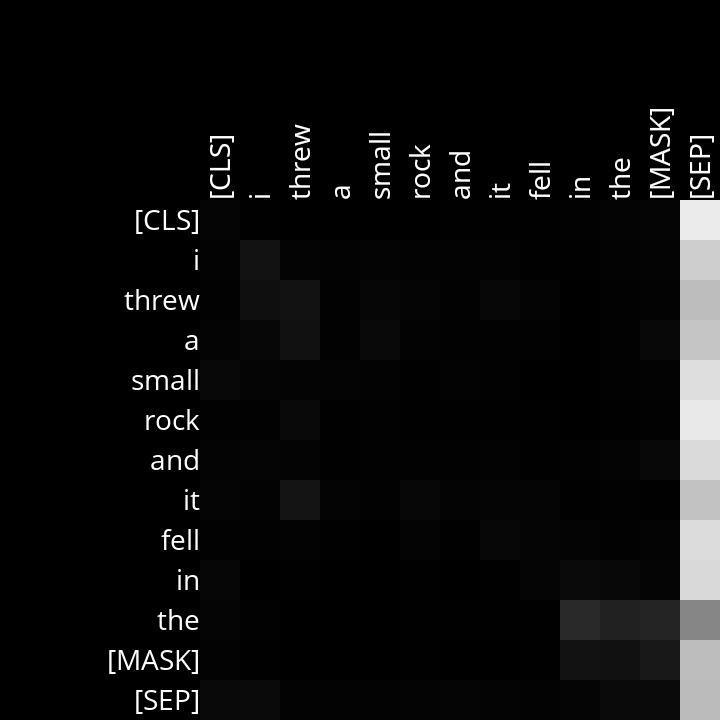 [CLS] i threw a small rock and it fell in the [MASK] [SEP]
[CLS]
i
threw
a
small
rock
and
it
fell
in
the
[MASK]
[SEP]